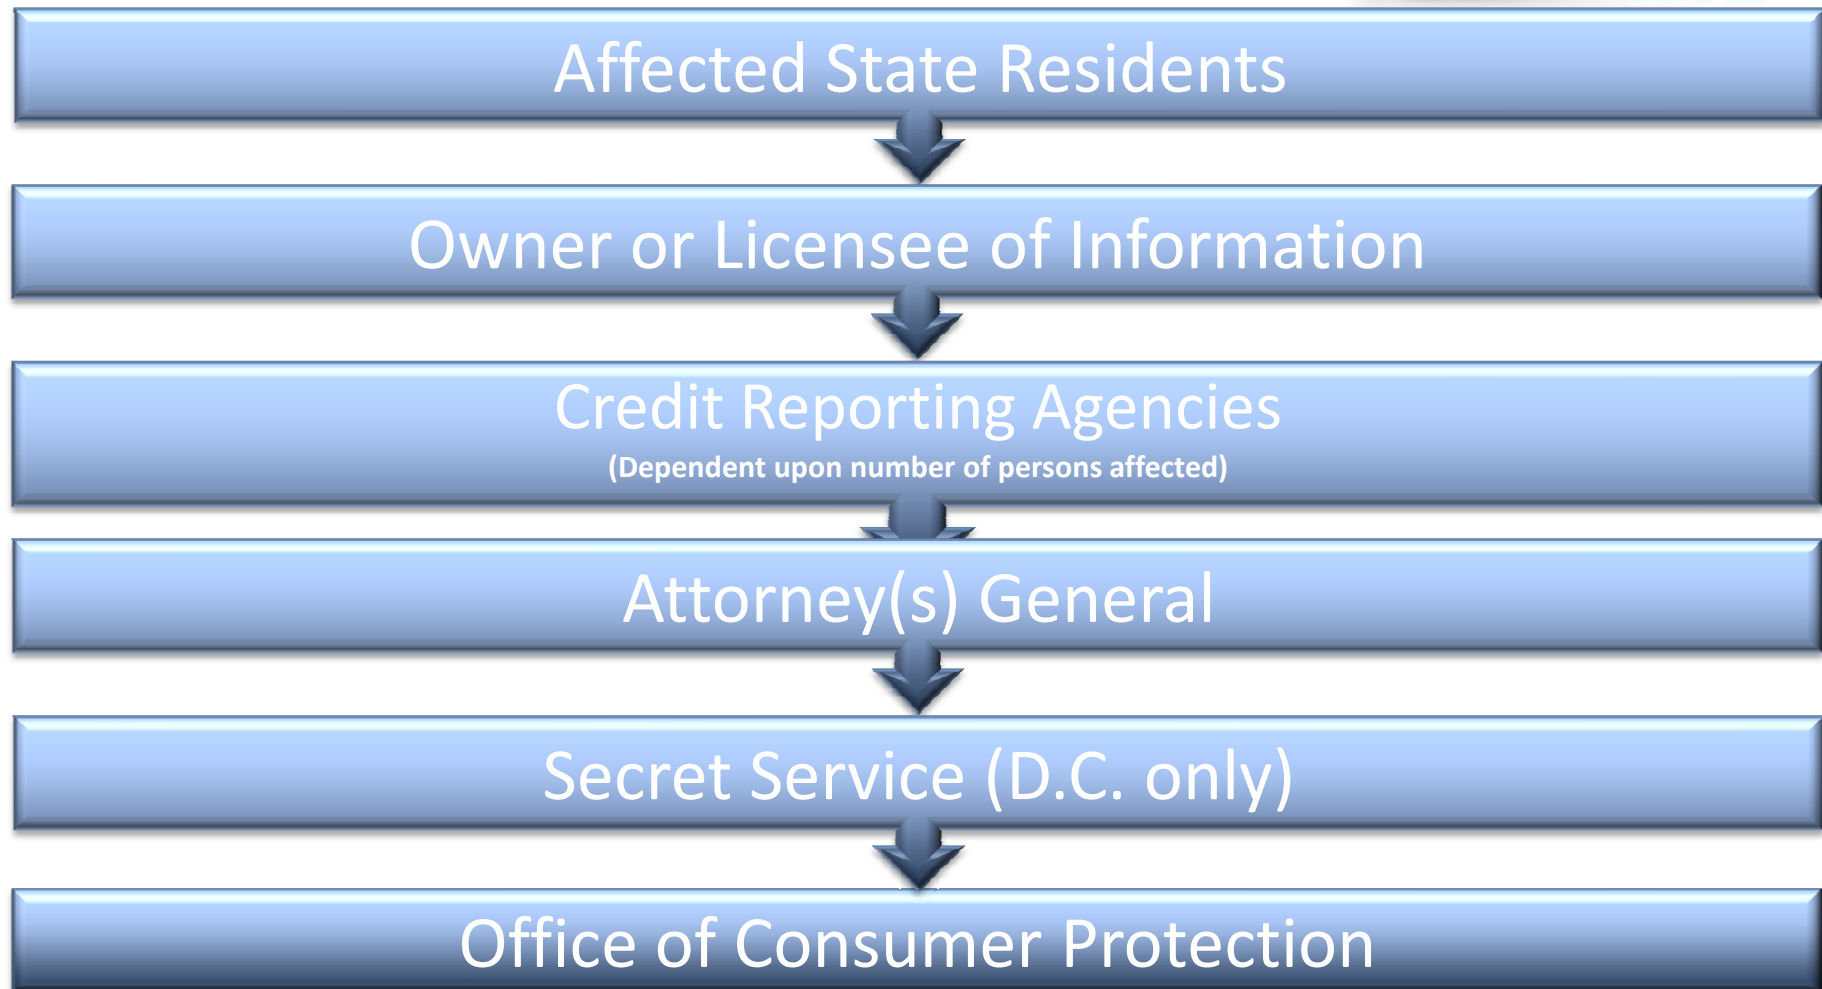 Affected State Residents
Owner or Licensee of Information
Credit Reporting Agencies
(Dependent upon number of persons affected)
Attorney(s) General
Secret Service (D.C. only)
Office of Consumer Protection